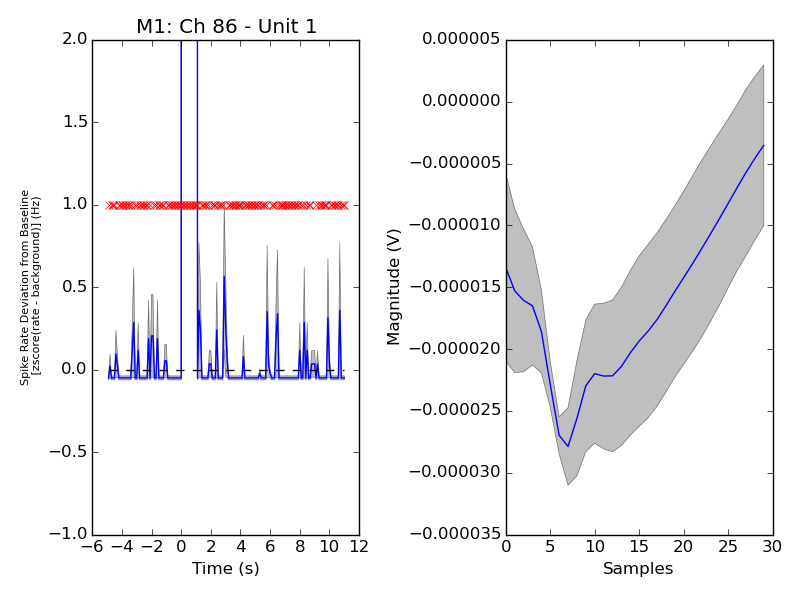 M1: Ch 86 - Unit 1
2.0
1.5
1.0
0.5
0.0
−0.5
−1.0
−6 −4 −2 0 2 4 6 8 10 12
Time (s)
Spike Rate Deviation from Baseline
[zscore(rate - background)] (Hz)
0.000005
0.000000
−0.000005
−0.000010
−0.000015
−0.000020
−0.000025
−0.000030
−0.000035
0 5 10 15 20 25 30
Samples
Magnitude (V)